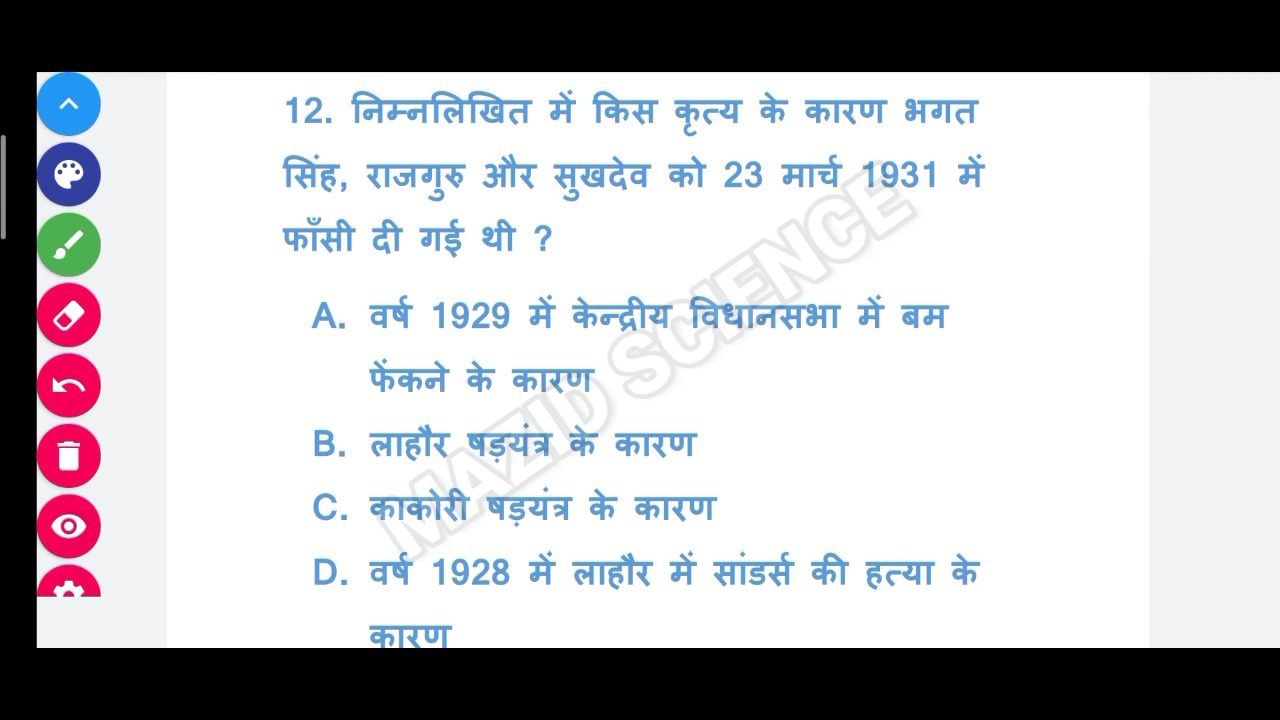 12. निम्नलिखित में किस कृत्य के कारण भगत
सिंह, राजगुरु और सुखदेव को 23 मार्च 1931 में
फाँसी दी गई थी ?
A. वर्ष 1929 में केन्द्रीय विधानसभा में बम
फेंकने के कारण
B. लाहौर षड़यंत्र के कारण
C. काकोरी षड़यंत्र के कारण
D. वर्ष 1928 में लाहौर में सांडर्स की हत्या के
कारण
MAZID SCIENCE